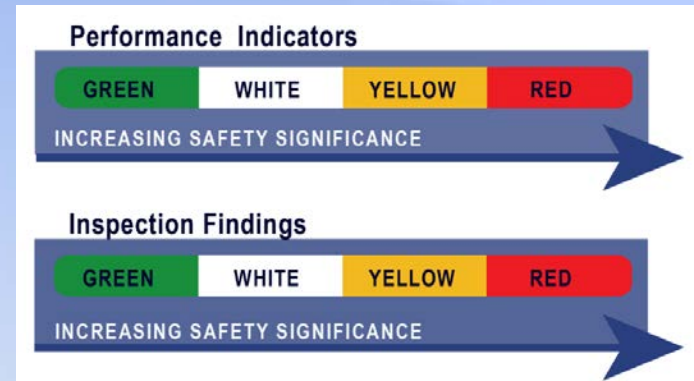 Performance Indicators
GREEN WHITE YELLOW RED
INCREASING SAFETY SIGNIFICANCE
Inspection Findings
GREEN WHITE YELLOW RED
INCREASING SAFETY SIGNIFICANCE